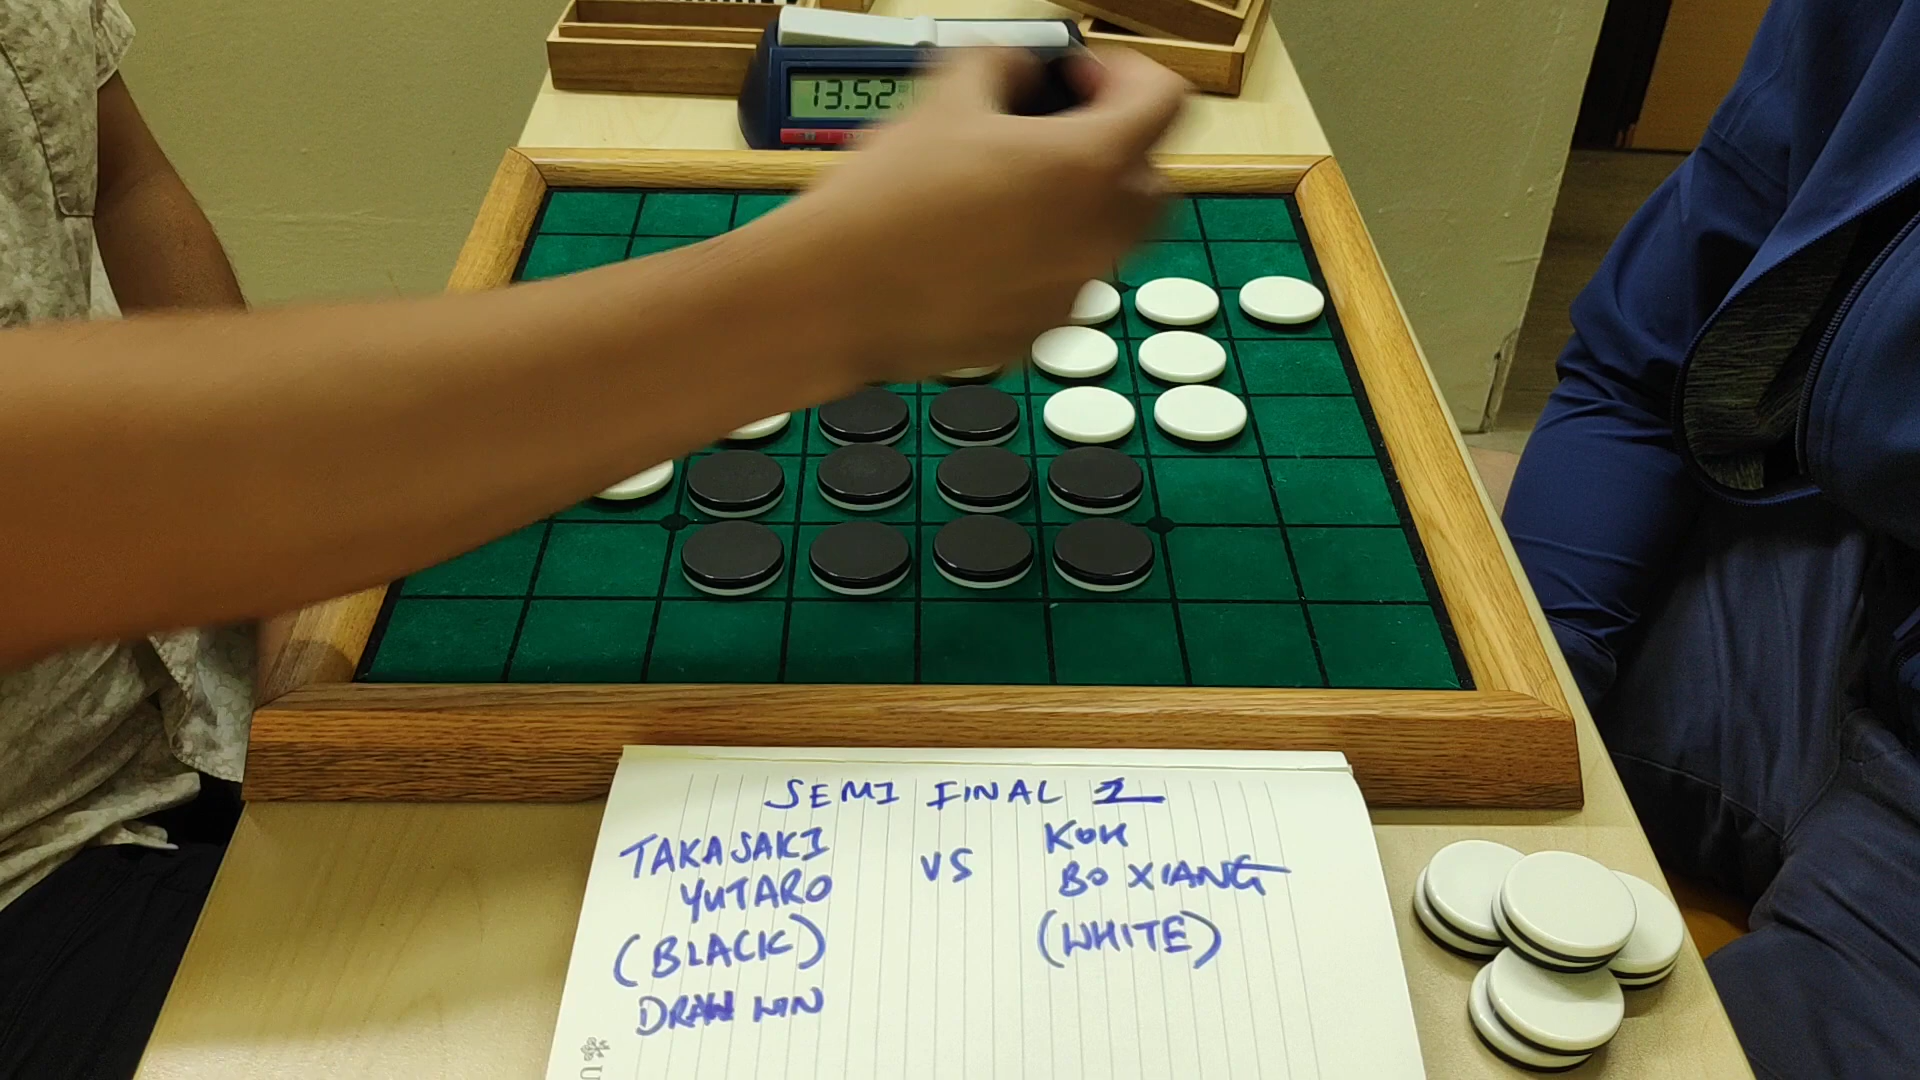 13.52
SEMI FINAL 1
TAKASAKI
YUTARO
(BLACK)
DRAW WIN
VS
KOH
BO XIANG
(WHITE)
U